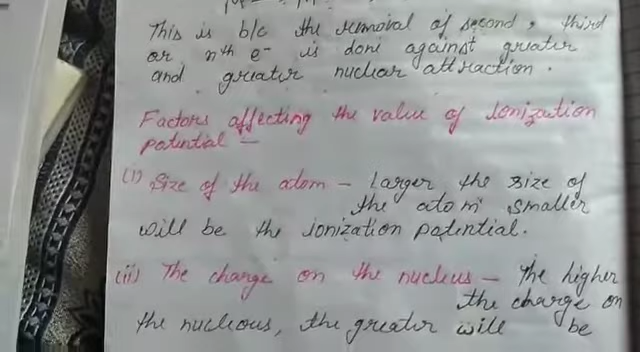 This is b/c the removal of second, third
or nth e- is done against greater
and greater nuclear attraction.
Factors affecting the value of Ionization
potential -
(i) Size of the atom - Larger the size of
the atom smaller
will be the ionization potential.
(ii) The charge on the nucleus - The higher
the charge on
the nucleous, the greater will be